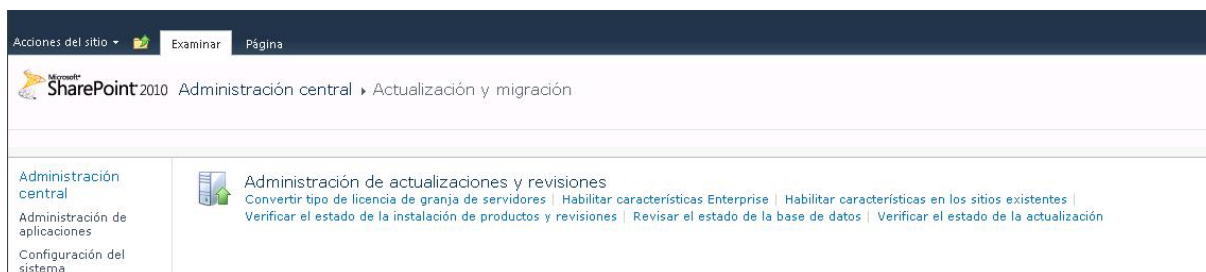 Acciones del sitio Examinar Página
Microsoft
SharePoint 2010 Administración central Actualización y migración
Administración
central
Administración de
aplicaciones
Configuración del
sistema
Administración de actualizaciones y revisiones
Convertir tipo de licencia de granja de servidores | Habilitar características Enterprise | Habilitar características en los sitios existentes |
Verificar el estado de la instalación de productos y revisiones | Revisar el estado de la base de datos | Verificar el estado de la actualización